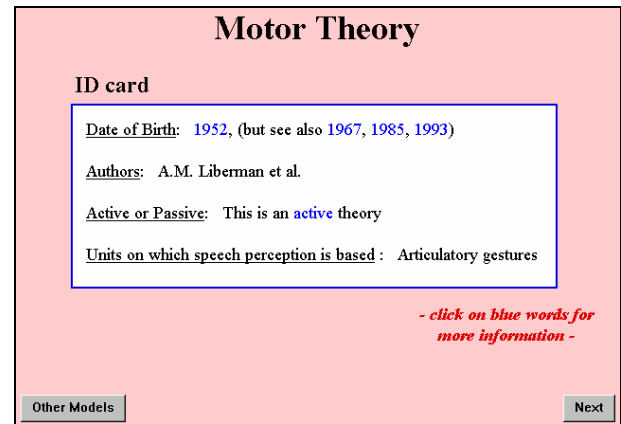 Motor Theory
ID card
Date of Birth: 1952, (but see also 1967, 1985, 1993)
Authors: A.M. Liberman et al.
Active or Passive: This is an active theory
Units on which speech perception is based : Articulatory gestures
- click on blue words for
more information -
Other Models
Next